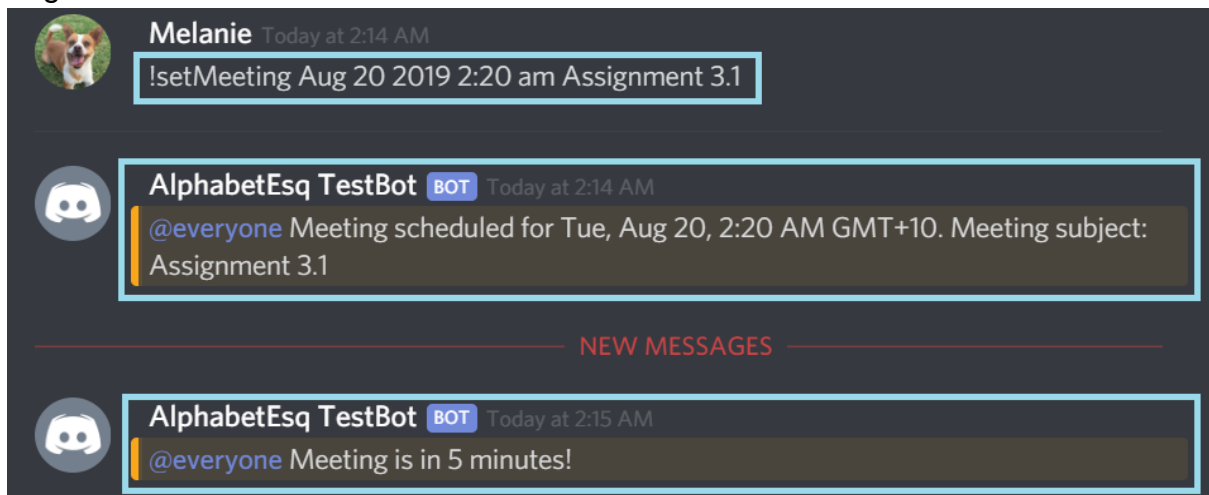 Melanie Today at 2:14 AM
!setMeeting Aug 20 2019 2:20 am Assignment 3.1
AlphabetEsq TestBot BOT Today at 2:14 AM
@everyone Meeting scheduled for Tue, Aug 20, 2:20 AM GMT+10. Meeting subject:
Assignment 3.1
NEW MESSAGES
AlphabetEsq TestBot BOT Today at 2:15 AM
@everyone Meeting is in 5 minutes!